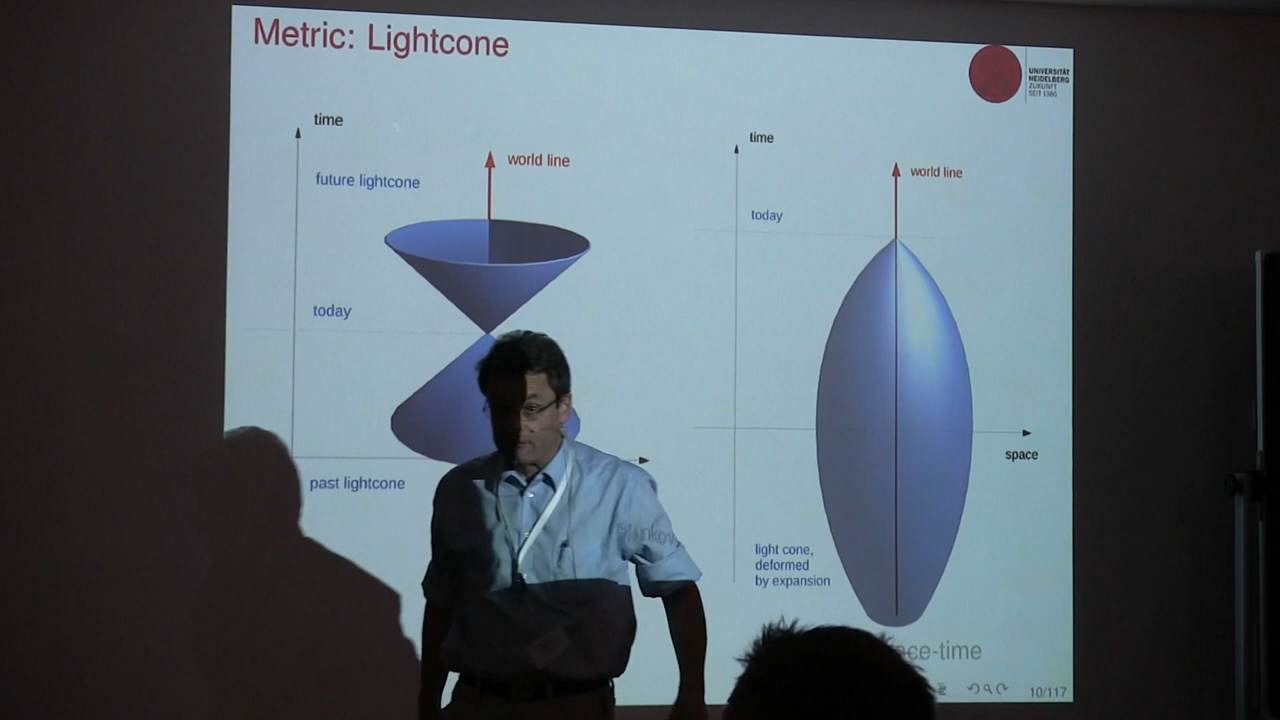 Metric: Lightcone
UNIVERSITÄT
HEIDELBERG
ZUKUNFT
SEIT 1386
time
world line
future lightcone
today
past lightcone
time
world line
today
space
light cone,
deformed
by expansion
10/117